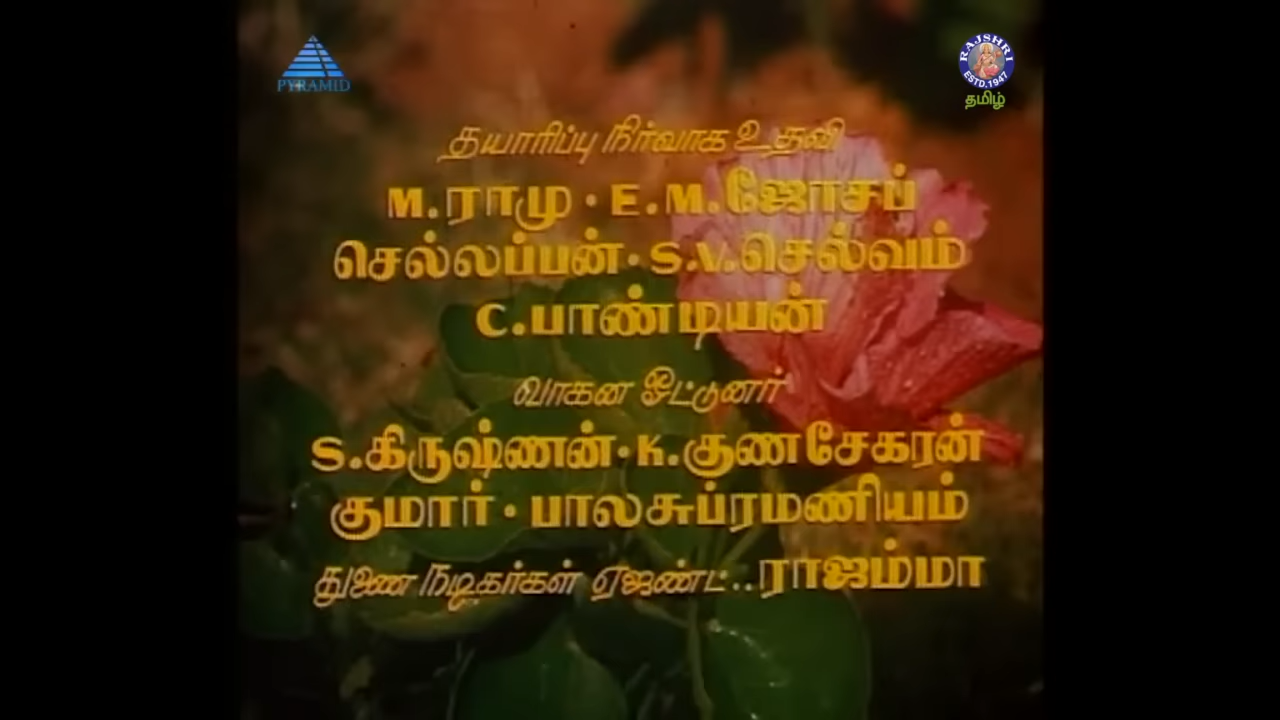 PYRAMID
RAJSHRI
ESTD.1947
தமிழ்
தயாரிப்பு நிர்வாக உதவி
M.ராமு · E.M.ஜோசப்
செல்லப்பன் · S.V.செல்வம்
C.பாண்டியன்
வாகன ஓட்டுனர்
S.கிருஷ்ணன் · K.குணசேகரன்
குமார் · பாலசுப்ரமணியம்
துணை நடிகர்கள் ஏஜண்ட்..ராஜம்மா